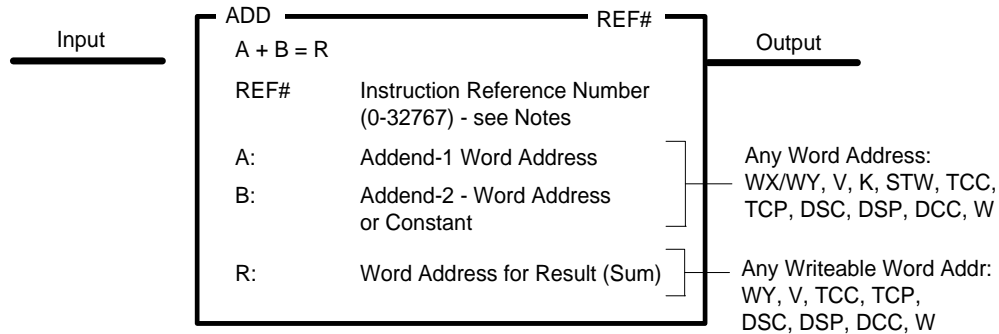 ADD REF#
Input
Output
A + B = R
REF# Instruction Reference Number
(0-32767) - see Notes
A: Addend-1 Word Address
B: Addend-2 - Word Address
or Constant
Any Word Address:
WX/WY, V, K, STW, TCC,
TCP, DSC, DSP, DCC, W
R: Word Address for Result (Sum)
Any Writeable Word Addr:
WY, V, TCC, TCP,
DSC, DSP, DCC, W